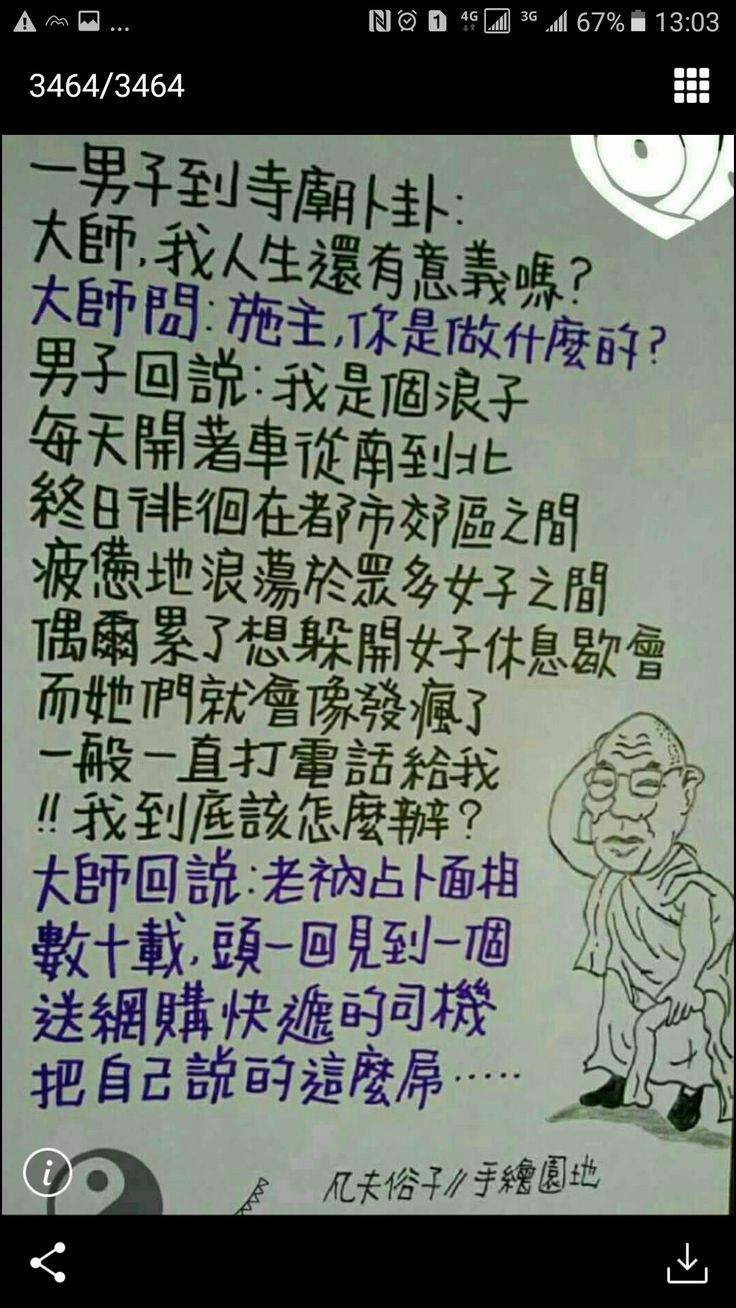 4G 3G 67% 13:03
3464/3464
一男子到寺廟卜卦:
大師,我人生還有意義嗎?
大師問:施主,你是做什麼的?
男子回說:我是個浪子
每天開著車從南到北
終日徘徊在都市郊區之間
疲憊地浪蕩於眾多女子之間
偶爾累了想躲開女子休息歇會
而她們就會像發瘋了
一般一直打電話給我
!!我到底該怎麼辦?
大師回說:老衲占卜面相
數十載,頭一回見到一個
送網購快遞的司機
把自己說的這麼屌.....
凡夫俗子//手繪園地